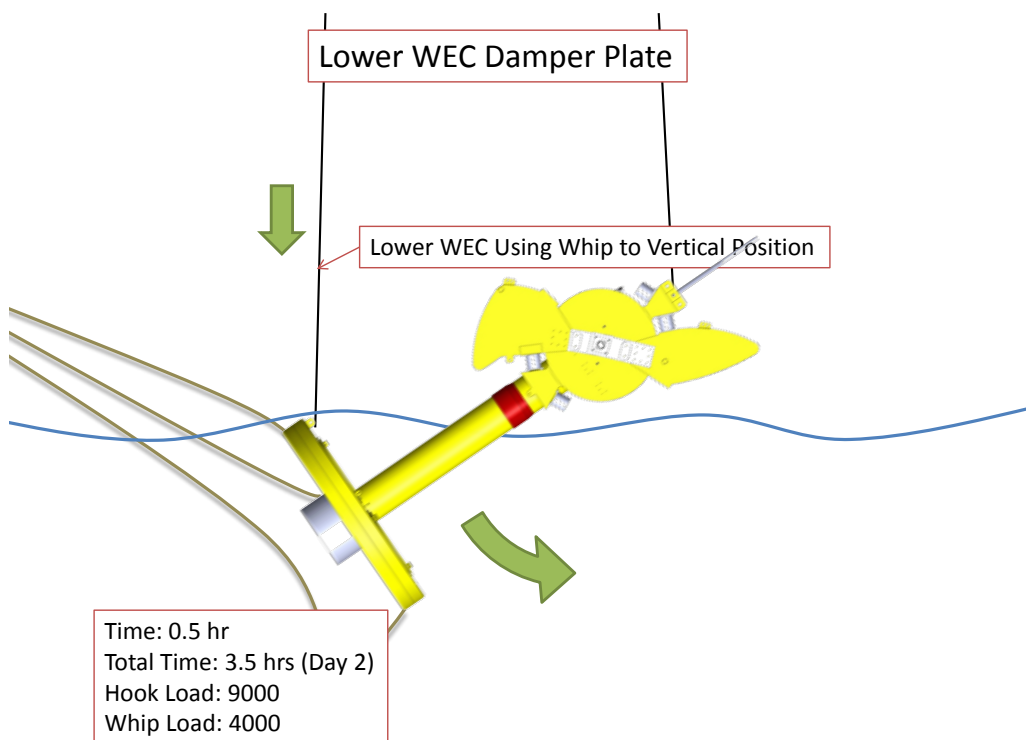 Lower WEC Damper Plate
Lower WEC Using Whip to Vertical Position
Time: 0.5 hr
Total Time: 3.5 hrs (Day 2)
Hook Load: 9000
Whip Load: 4000